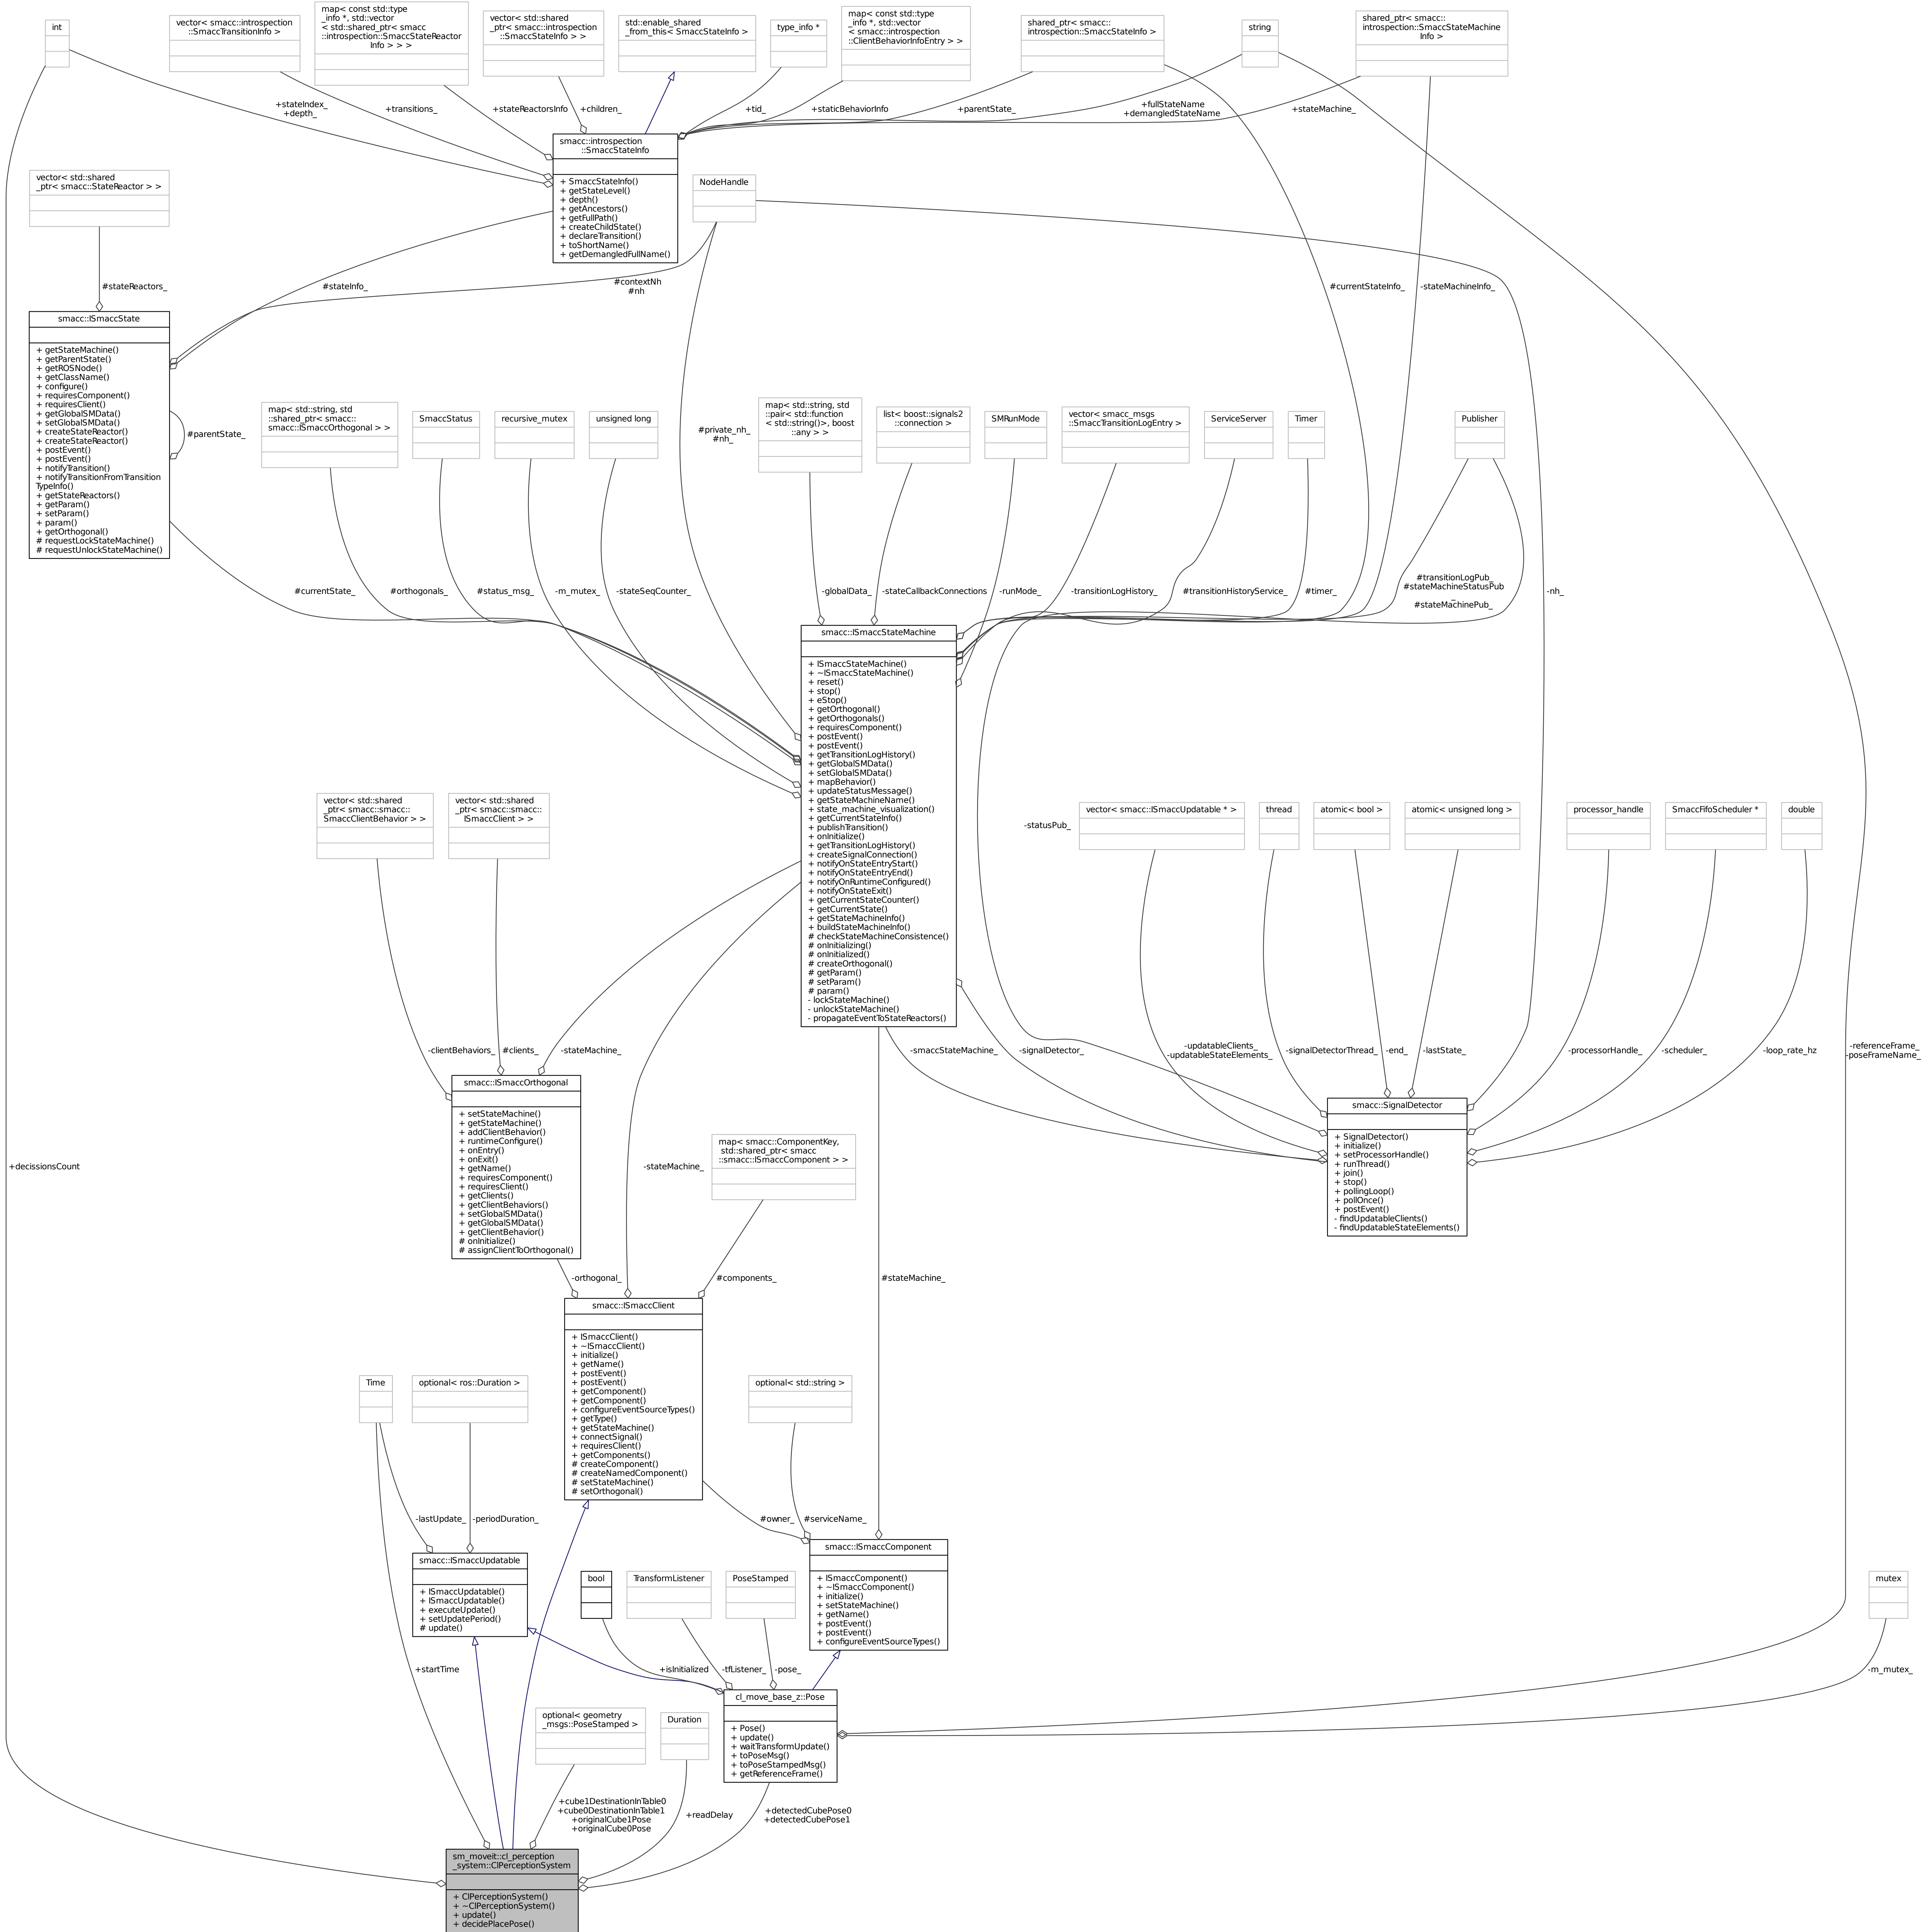 int
vector< smacc::introspection
::SmaccTransitionInfo >
map< const std::type
_info *, std::vector
< std::shared_ptr< smacc
::introspection::SmaccStateReactor
Info > > >
vector< std::shared
_ptr< smacc::introspection
::SmaccStateInfo > >
std::enable_shared
_from_this< SmaccStateInfo >
type_info *
map< const std::type
_info *, std::vector
< smacc::introspection
::ClientBehaviorInfoEntry > >
shared_ptr< smacc::
introspection::SmaccStateInfo >
string
shared_ptr< smacc::
introspection::SmaccStateMachine
Info >
+stateIndex_
+depth_
+transitions_
+stateReactorsInfo
+children_
+tid_
+staticBehaviorInfo
+parentState_
+fullStateName
+demangledStateName
+stateMachine_
smacc::introspection
::SmaccStateInfo
+ SmaccStateInfo()
+ getStateLevel()
+ depth()
+ getAncestors()
+ getFullPath()
+ createChildState()
+ declareTransition()
+ toShortName()
+ getDemangledFullName()
vector< std::shared
_ptr< smacc::StateReactor > >
NodeHandle
#stateReactors_
#stateInfo_
#contextNh
#nh
#currentStateInfo_
-stateMachineInfo_
smacc::ISmaccState
+ getStateMachine()
+ getParentState()
+ getROSNode()
+ getClassName()
+ configure()
+ requiresComponent()
+ requiresClient()
+ getGlobalSMData()
+ setGlobalSMData()
+ createStateReactor()
+ createStateReactor()
+ postEvent()
+ postEvent()
+ notifyTransition()
+ notifyTransitionFromTransition
TypeInfo()
+ getStateReactors()
+ getParam()
+ setParam()
+ param()
+ getOrthogonal()
# requestLockStateMachine()
# requestUnlockStateMachine()
#parentState_
map< std::string, std
::shared_ptr< smacc::
smacc::ISmaccOrthogonal > >
SmaccStatus
recursive_mutex
unsigned long
#private_nh_
#nh_
map< std::string, std
::pair< std::function
< std::string()>, boost
::any > >
list< boost::signals2
::connection >
SMRunMode
vector< smacc_msgs
::SmaccTransitionLogEntry >
ServiceServer
Timer
Publisher
#currentState_
#orthogonals_
#status_msg_
-m_mutex_
-stateSeqCounter_
-globalData_
-stateCallbackConnections
-runMode_
-transitionLogHistory_
#transitionHistoryService_
#timer_
#transitionLogPub_
#stateMachineStatusPub
_
#stateMachinePub_
-nh_
smacc::ISmaccStateMachine
+ ISmaccStateMachine()
+ ~ISmaccStateMachine()
+ reset()
+ stop()
+ eStop()
+ getOrthogonal()
+ getOrthogonals()
+ requiresComponent()
+ postEvent()
+ postEvent()
+ getTransitionLogHistory()
+ getGlobalSMData()
+ setGlobalSMData()
+ mapBehavior()
+ updateStatusMessage()
+ getStateMachineName()
+ state_machine_visualization()
+ getCurrentStateInfo()
+ publishTransition()
+ onInitialize()
+ getTransitionLogHistory()
+ createSignalConnection()
+ notifyOnStateEntryStart()
+ notifyOnStateEntryEnd()
+ notifyOnRuntimeConfigured()
+ notifyOnStateExit()
+ getCurrentStateCounter()
+ getCurrentState()
+ getStateMachineInfo()
+ buildStateMachineInfo()
# checkStateMachineConsistence()
# onInitializing()
# onInitialized()
# createOrthogonal()
# getParam()
# setParam()
# param()
- lockStateMachine()
- unlockStateMachine()
- propagateEventToStateReactors()
vector< std::shared
_ptr< smacc::smacc::
SmaccClientBehavior > >
vector< std::shared
_ptr< smacc::smacc::
ISmaccClient > >
-statusPub_
vector< smacc::ISmaccUpdatable * >
thread
atomic< bool >
atomic< unsigned long >
processor_handle
SmaccFifoScheduler *
double
-clientBehaviors_
#clients_
-stateMachine_
-smaccStateMachine_
-signalDetector_
-updatableClients_
-updatableStateElements_
-signalDetectorThread_
-end_
-lastState_
-processorHandle_
-scheduler_
-loop_rate_hz
-referenceFrame_
-poseFrameName_
smacc::ISmaccOrthogonal
+ setStateMachine()
+ getStateMachine()
+ addClientBehavior()
+ runtimeConfigure()
+ onEntry()
+ onExit()
+ getName()
+ requiresComponent()
+ requiresClient()
+ getClients()
+ getClientBehaviors()
+ setGlobalSMData()
+ getGlobalSMData()
+ getClientBehavior()
# onInitialize()
# assignClientToOrthogonal()
smacc::SignalDetector
+ SignalDetector()
+ initialize()
+ setProcessorHandle()
+ runThread()
+ join()
+ stop()
+ pollingLoop()
+ pollOnce()
+ postEvent()
- findUpdatableClients()
- findUpdatableStateElements()
+decissionsCount
-stateMachine_
map< smacc::ComponentKey,
std::shared_ptr< smacc
::smacc::ISmaccComponent > >
-orthogonal_
#components_
#stateMachine_
smacc::ISmaccClient
+ ISmaccClient()
+ ~ISmaccClient()
+ initialize()
+ getName()
+ postEvent()
+ postEvent()
+ getComponent()
+ getComponent()
+ configureEventSourceTypes()
+ getType()
+ getStateMachine()
+ connectSignal()
+ requiresClient()
+ getComponents()
# createComponent()
# createNamedComponent()
# setStateMachine()
# setOrthogonal()
Time
optional< ros::Duration >
optional< std::string >
-lastUpdate_
-periodDuration_
#owner_
#serviceName_
smacc::ISmaccUpdatable
+ ISmaccUpdatable()
+ ISmaccUpdatable()
+ executeUpdate()
+ setUpdatePeriod()
# update()
bool
TransformListener
PoseStamped
smacc::ISmaccComponent
+ ISmaccComponent()
+ ~ISmaccComponent()
+ initialize()
+ setStateMachine()
+ getName()
+ postEvent()
+ postEvent()
+ configureEventSourceTypes()
mutex
+startTime
+isInitialized
-tfListener_
-pose_
-m_mutex_
cl_move_base_z::Pose
+ Pose()
+ update()
+ waitTransformUpdate()
+ toPoseMsg()
+ toPoseStampedMsg()
+ getReferenceFrame()
optional< geometry
_msgs::PoseStamped >
Duration
+cube1DestinationInTable0
+cube0DestinationInTable1
+originalCube1Pose
+originalCube0Pose
+readDelay
+detectedCubePose0
+detectedCubePose1
sm_moveit::cl_perception
_system::ClPerceptionSystem
+ ClPerceptionSystem()
+ ~ClPerceptionSystem()
+ update()
+ decidePlacePose()